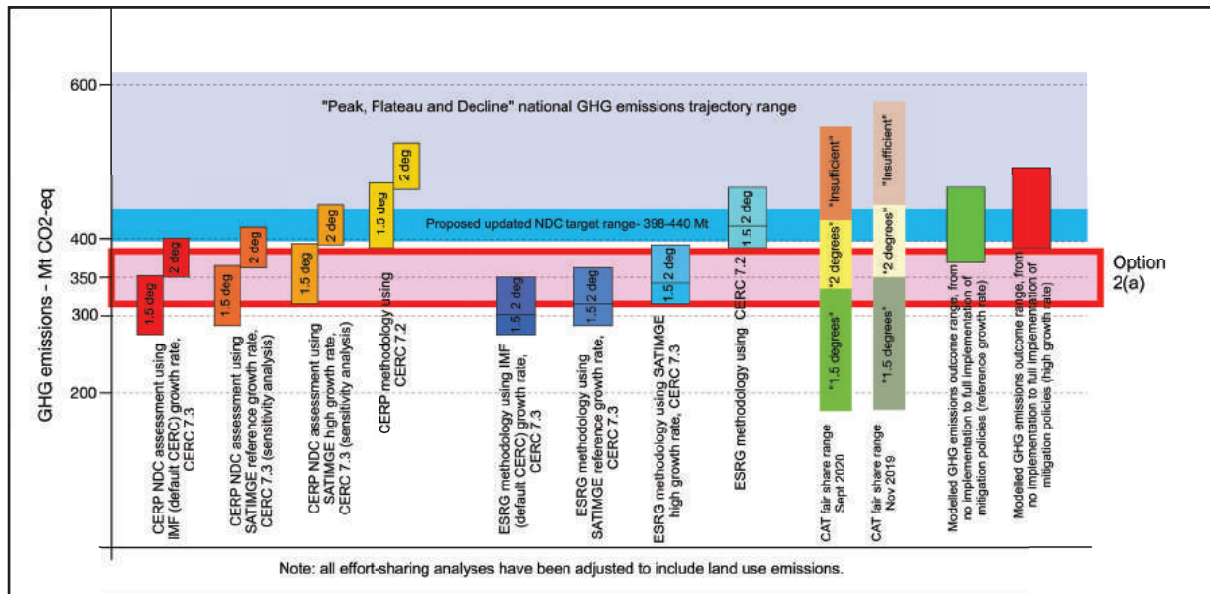 GHG emissions - Mt CO2-eq
600
400
350
300
200
"Peak, Flateau and Decline" national GHG emissions trajectory range
Proposed updated NDC target range- 398-440 Mt
Option
2(a)
1.5 deg
2 deg
1.5 deg
2 deg
1.5 deg
2 deg
1.5 deg
2 deg
1.5 2 deg
1.5 2 deg
1.5 2 deg
1.5 2 deg
"1.5 degrees"
"2 degrees"
"Insufficient"
"1.5 degrees"
"2 degrees"
"Insufficient"
CERP NDC assessment using
IMF (default CERC) growth rate,
CERC 7.3
CERP NDC assessment using
SATIMGE reference growth rate,
CERC 7.3 (sensitivity analysis)
CERP NDC assessment using
SATIMGE high growth rate,
CERC 7.3 (sensitivity analysis)
CERP methodology using
CERC 7.2
ESRG methodology using IMF
(default CERC) growth rate,
CERC 7.3
ESRG methodology using
SATIMGE reference growth rate,
CERC 7.3
ESRG methodology using SATIMGE
high growth rate, CERC 7.3
ESRG methodology using CERC 7.2
CAT fair share range
Sept 2020
CAT fair share range
Nov 2019
Modelled GHG emissions outcome range, from
no implementation to full implementation of
mitigation policies (reference growth rate)
Modelled GHG emissions outcome range, from
no implementation to full implementation of
mitigation policies (high growth rate)
Note: all effort-sharing analyses have been adjusted to include land use emissions.